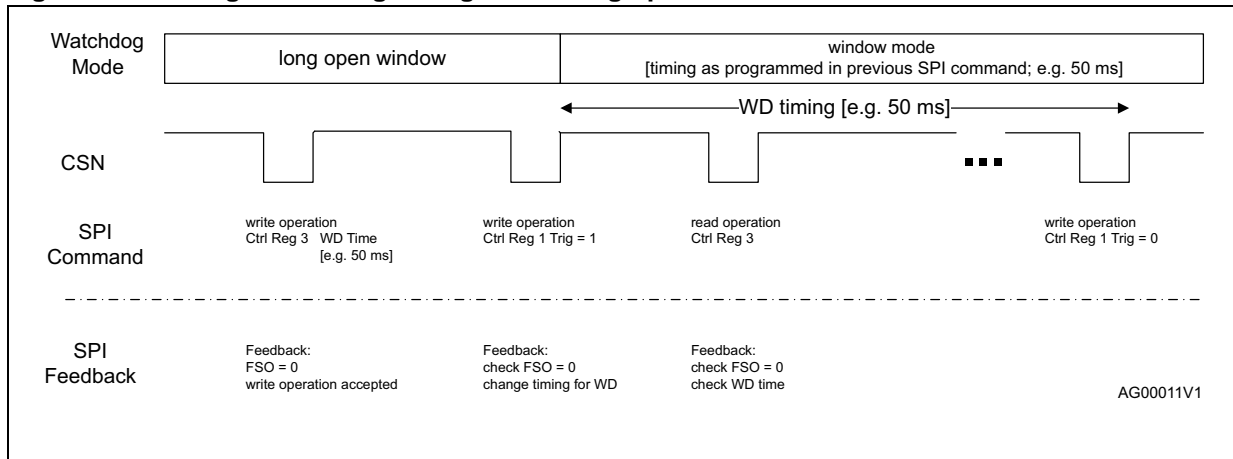 Watchdog
Mode
long open window
window mode
[timing as programmed in previous SPI command; e.g. 50 ms]
WD timing [e.g. 50 ms]
CSN
SPI
Command
write operation
Ctrl Reg 3 WD Time
[e.g. 50 ms]
write operation
Ctrl Reg 1 Trig = 1
read operation
Ctrl Reg 3
write operation
Ctrl Reg 1 Trig = 0
SPI
Feedback
Feedback:
FSO = 0
write operation accepted
Feedback:
check FSO = 0
change timing for WD
Feedback:
check FSO = 0
check WD time
AG00011V1